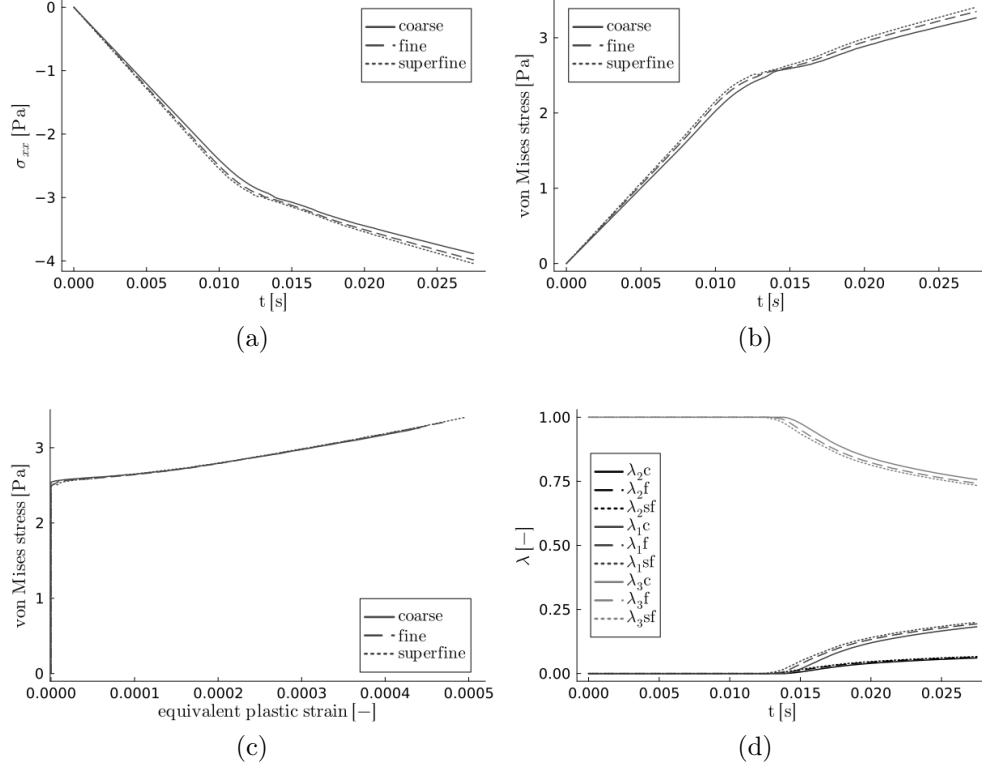 0
−1
−2
−3
−4
σxx [Pa]
0.000 0.005 0.010 0.015 0.020 0.025
t [s]
coarse
fine
superfine
(a)
3
2
1
0
von Mises stress [Pa]
0.000 0.005 0.010 0.015 0.020 0.025
t [s]
coarse
fine
superfine
(b)
3
2
1
0
von Mises stress [Pa]
0.0000 0.0001 0.0002 0.0003 0.0004 0.0005
equivalent plastic strain [−]
coarse
fine
superfine
(c)
1.00
0.75
0.50
0.25
0.00
λ [−]
0.000 0.005 0.010 0.015 0.020 0.025
t [s]
λ₂c
λ₂f
λ₂sf
λ₁c
λ₁f
λ₁sf
λ₃c
λ₃f
λ₃sf
(d)